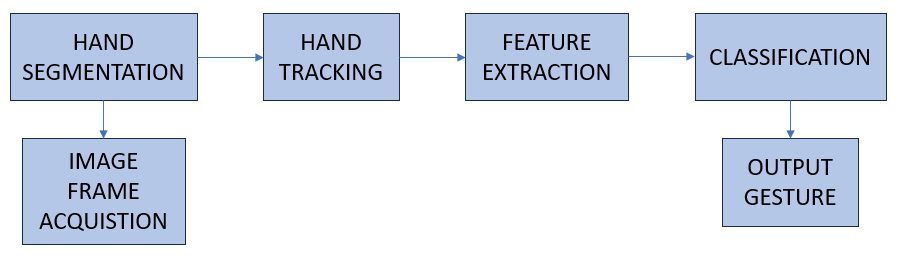 HAND
SEGMENTATION
HAND
TRACKING
FEATURE
EXTRACTION
CLASSIFICATION
IMAGE
FRAME
ACQUISTION
OUTPUT
GESTURE